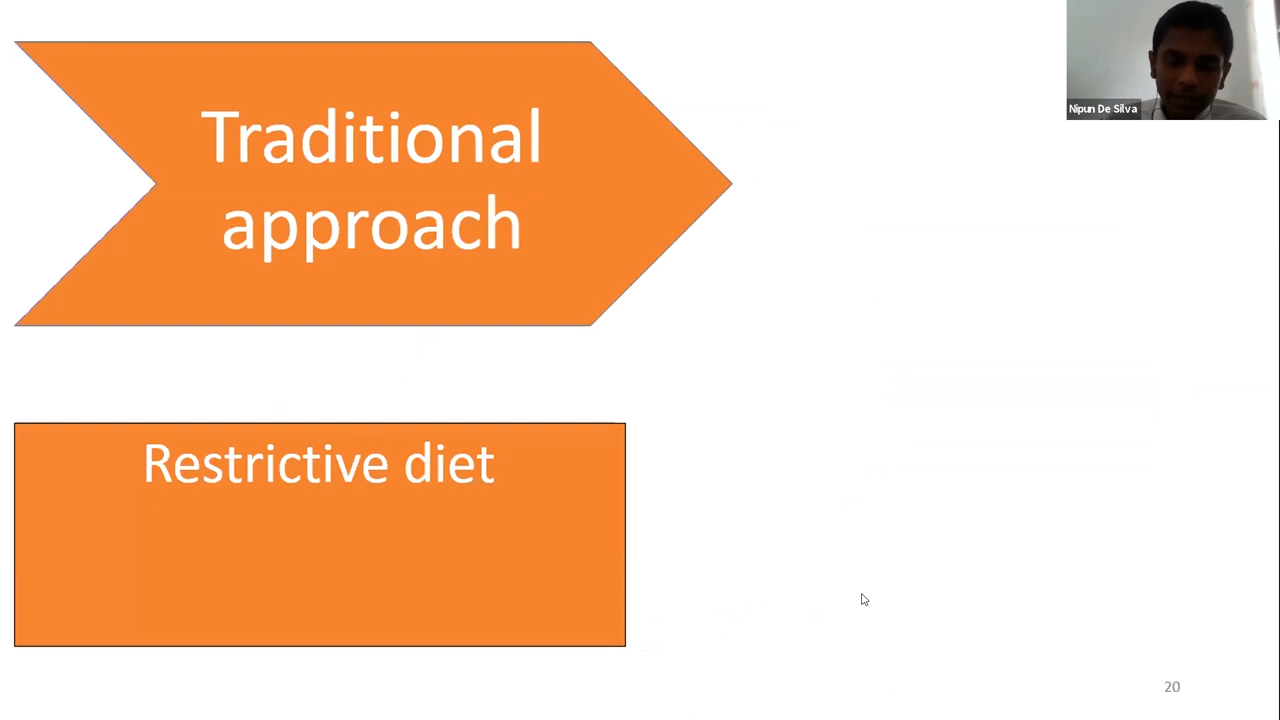 Traditional
approach
Nipun De Silva
Restrictive diet
20